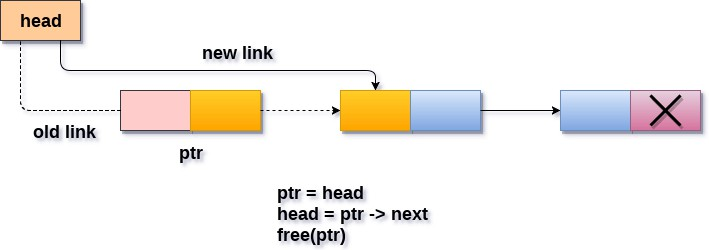 head
new link
old link
ptr
ptr = head
head = ptr -> next
free(ptr)